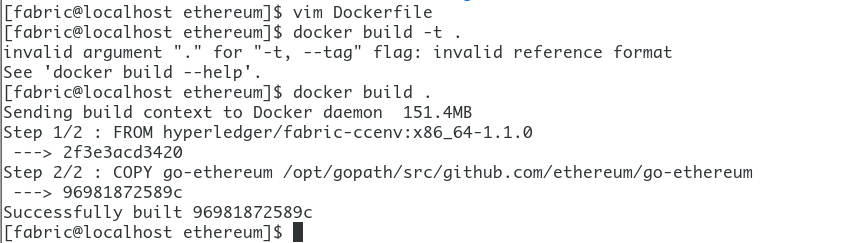 [fabric@localhost ethereum]$ vim Dockerfile
[fabric@localhost ethereum]$ docker build -t .
invalid argument "." for "-t, --tag" flag: invalid reference format
See 'docker build --help'.
[fabric@localhost ethereum]$ docker build .
Sending build context to Docker daemon  151.4MB
Step 1/2 : FROM hyperledger/fabric-ccenv:x86_64-1.1.0
 ---> 2f3e3acd3420
Step 2/2 : COPY go-ethereum /opt/gopath/src/github.com/ethereum/go-ethereum
 ---> 96981872589c
Successfully built 96981872589c
[fabric@localhost ethereum]$